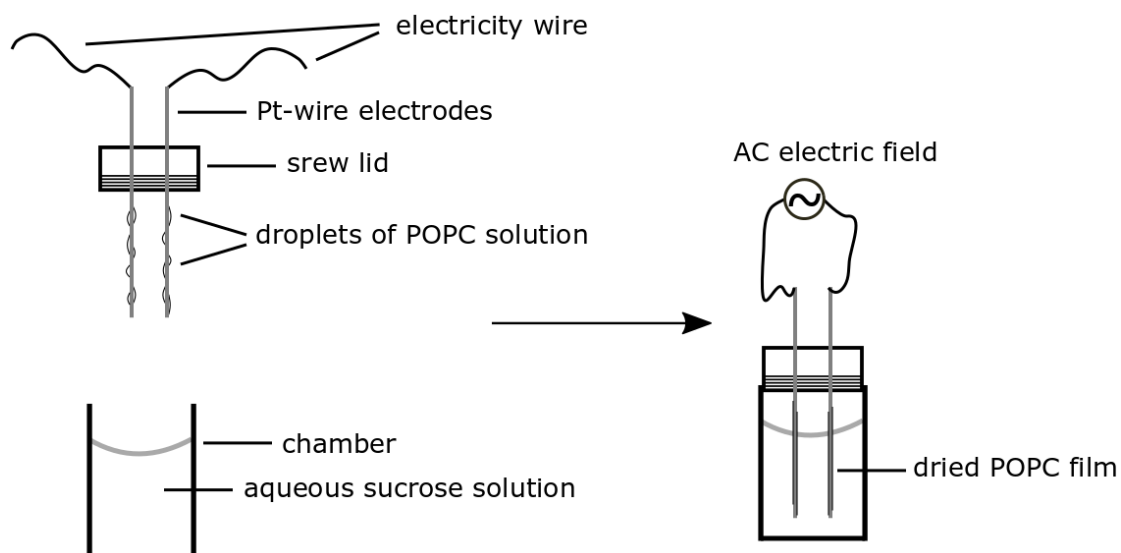 electricity wire
Pt-wire electrodes
srew lid
droplets of POPC solution
chamber
aqueous sucrose solution
AC electric field
dried POPC film